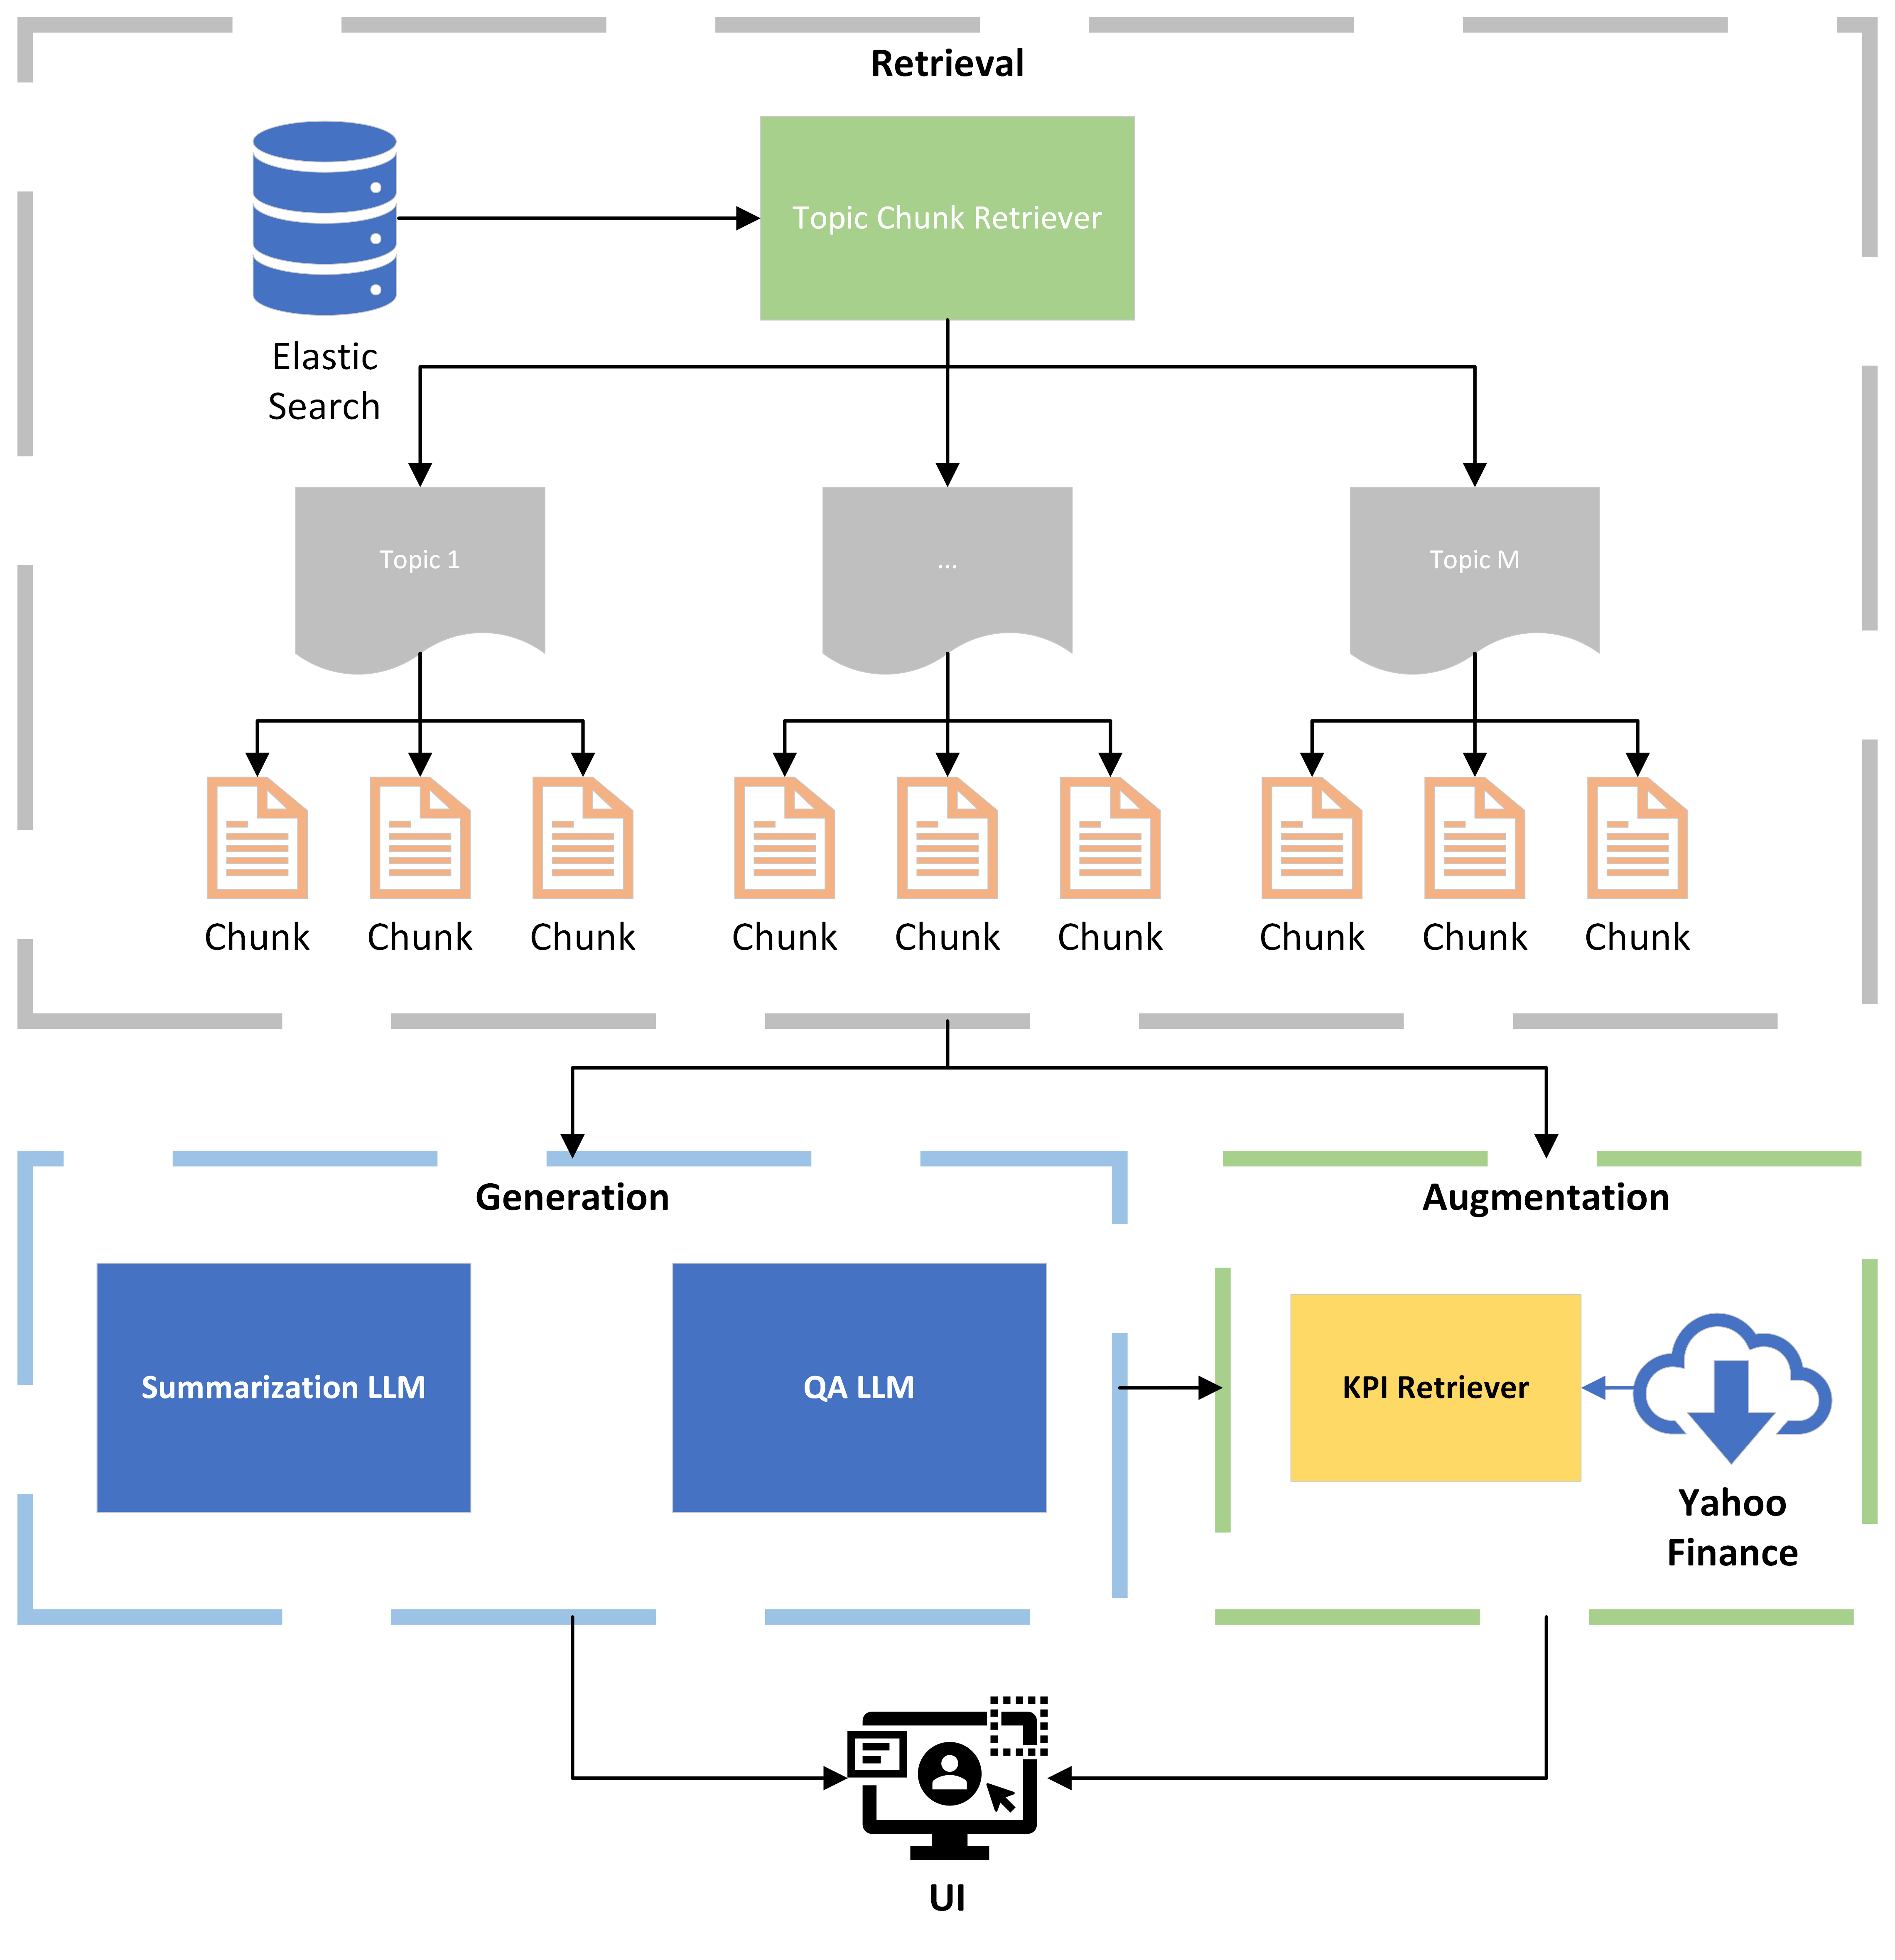 Retrieval
Topic Chunk Retriever
Elastic
Search
Topic 1
...
Topic M
Chunk
Chunk
Chunk
Chunk
Chunk
Chunk
Chunk
Chunk
Chunk
Generation
Augmentation
Summarization LLM
QA LLM
KPI Retriever
Yahoo
Finance
UI